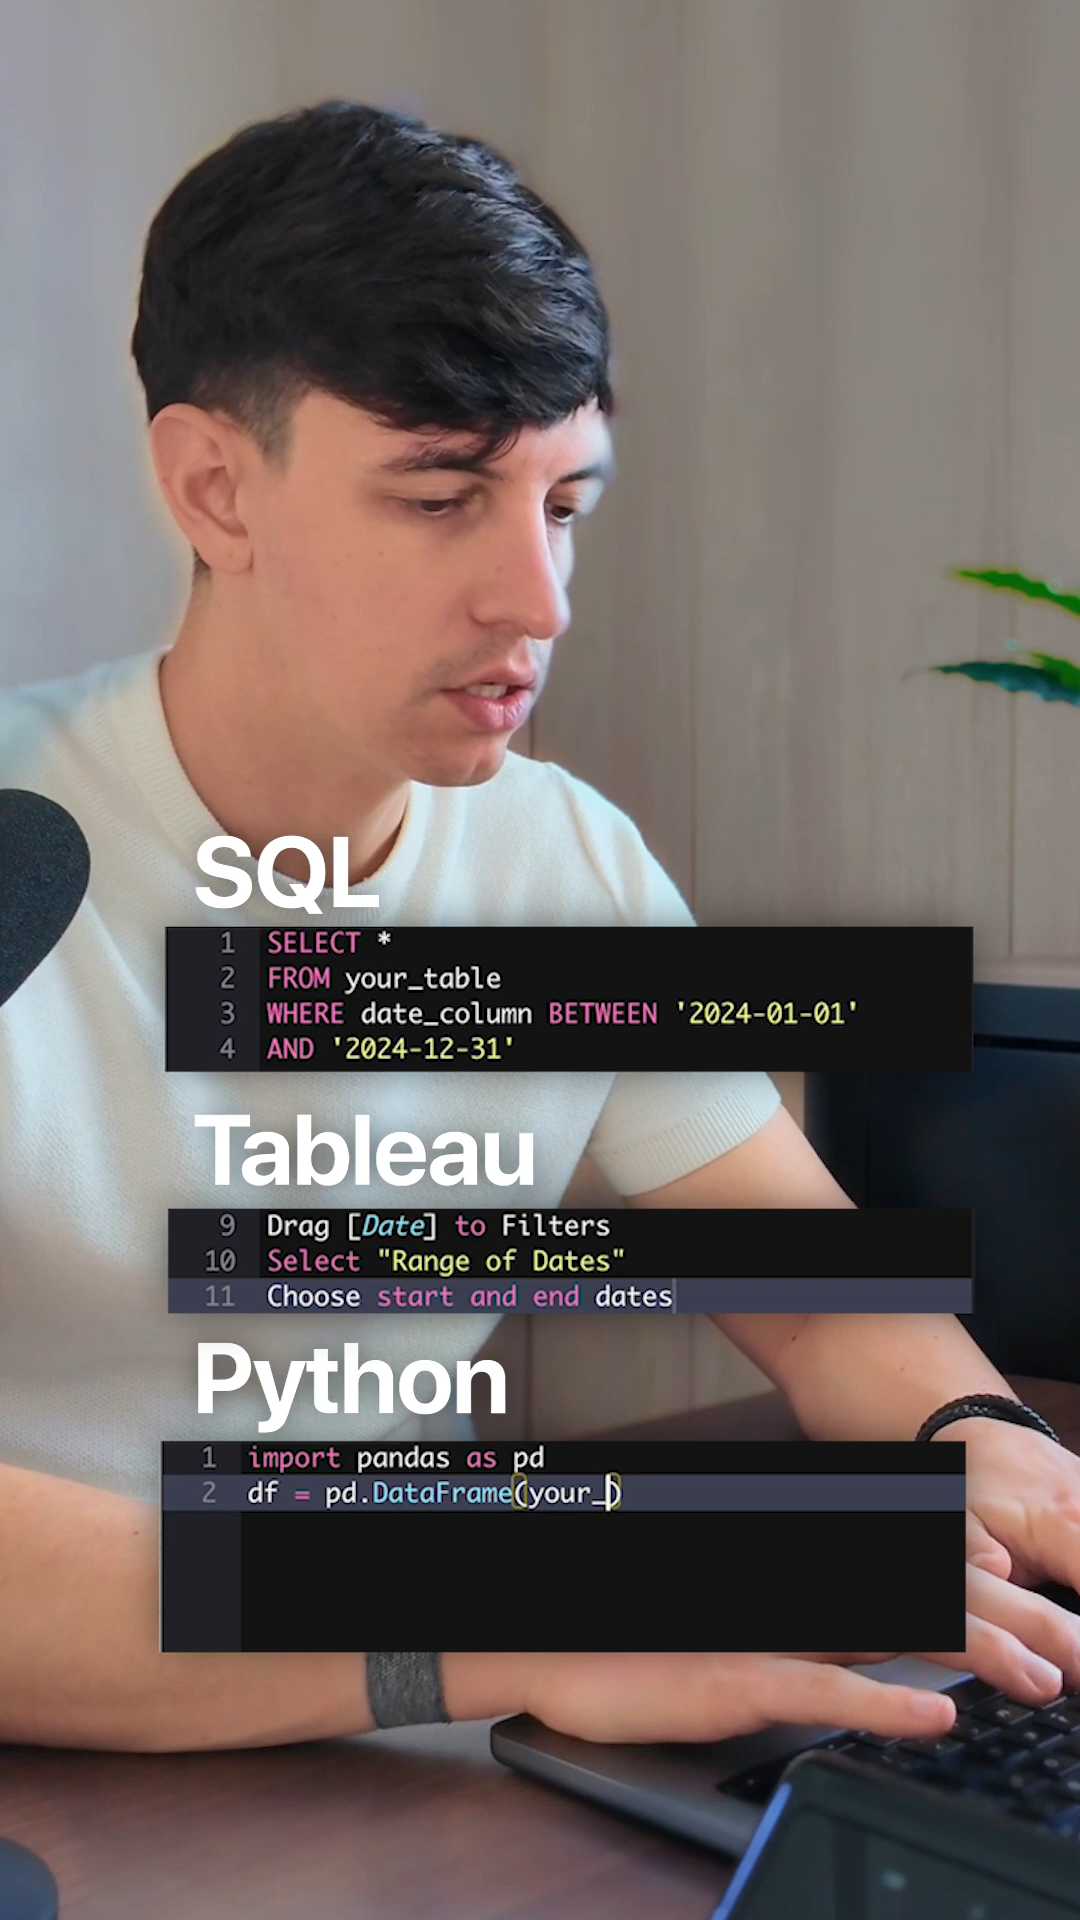 SQL
1 SELECT *
2 FROM your_table
3 WHERE date_column BETWEEN '2024-01-01'
4 AND '2024-12-31'
Tableau
9 Drag [Date] to Filters
10 Select "Range of Dates"
11 Choose start and end dates
Python
1 import pandas as pd
2 df = pd.DataFrame(your_)